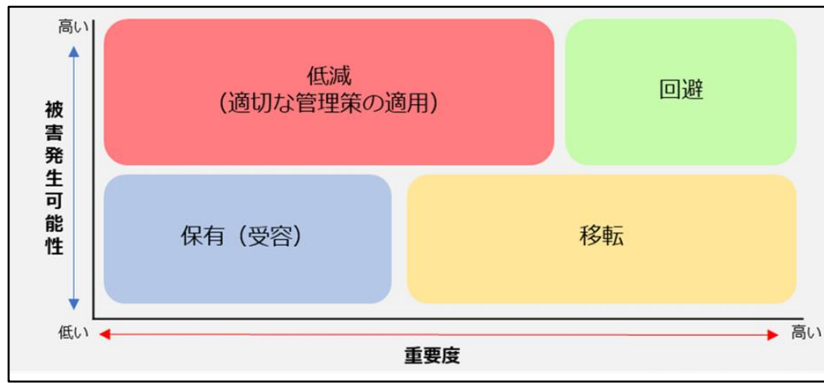 高い
低減
（適切な管理策の適用）
回避
被害発生可能性
保有（受容）
移転
低い
高い
重要度